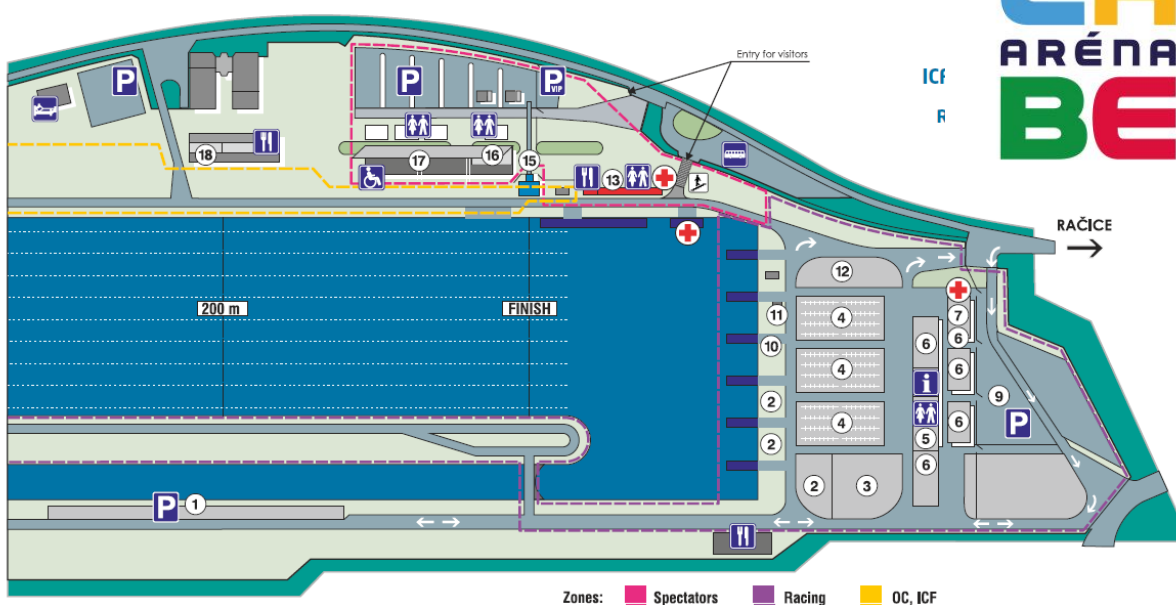 ARÉNA
BE
Entry for visitors
P
P
P
VIP
18
17
16
15
13
RAČICE
200 m
FINISH
12
11
10
4
4
4
2
2
2
3
7
6
6
6
6
i
5
6
9
P
P
1
Zones:
Spectators
Racing
OC, ICF